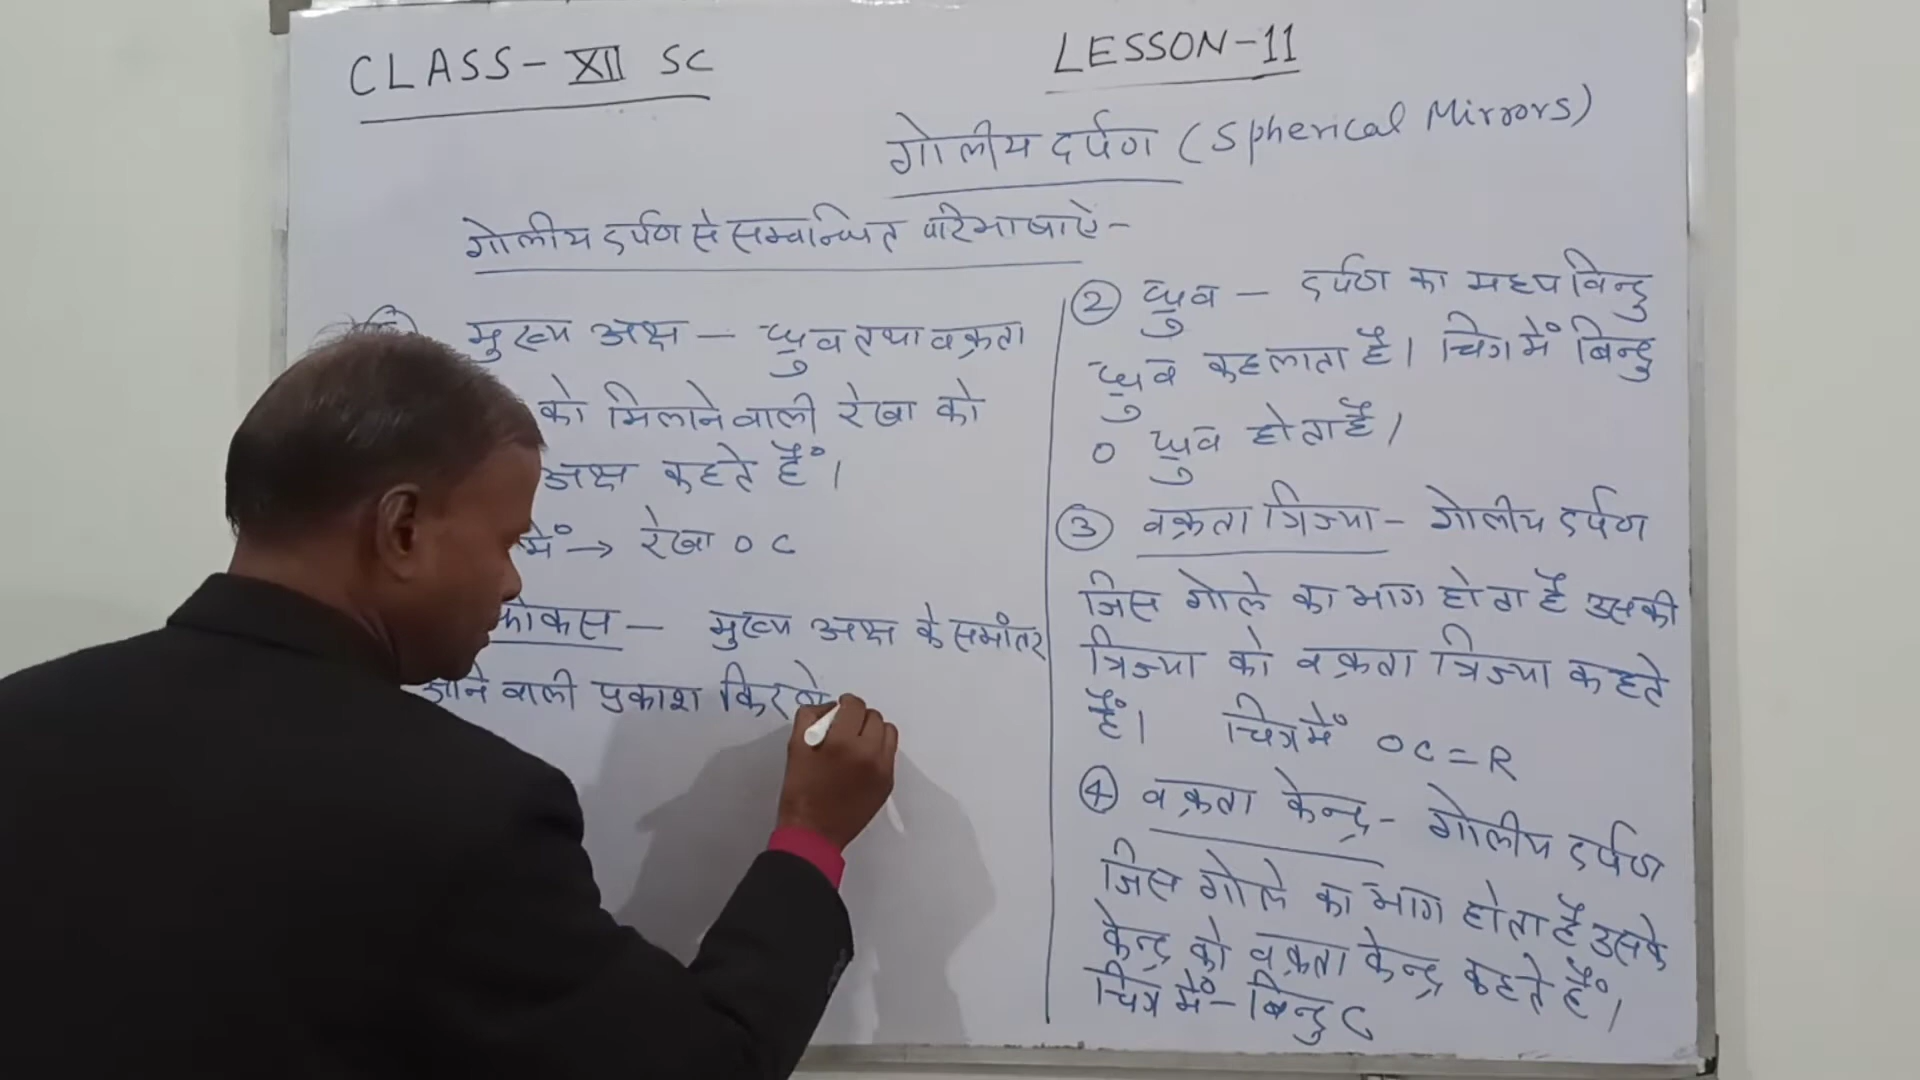 CLASS-XII SC
LESSON-11
गोलीय दर्पण (Spherical Mirrors)
गोलीय दर्पण से सम्बन्धित परिभाषाएं-
मुख्य अक्ष - ध्रुव तथा वक्रता
को मिलाने वाली रेखा को
अक्ष कहते हैं।
में → रेखा OC
फोकस - मुख्य अक्ष के समांतर
जाने वाली प्रकाश किरणे
② ध्रुव - दर्पण का मध्य विन्दु
ध्रुव कहलाता है। चित्र में बिन्दु
O ध्रुव होता है।
③ वक्रता त्रिज्या - गोलीय दर्पण
जिस गोले का भाग होता है उसकी
त्रिज्या को वक्रता त्रिज्या कहते
हैं। चित्र में OC = R
④ वक्रता केन्द्र - गोलीय दर्पण
जिस गोले का भाग होता है उसके
केन्द्र को वक्रता केन्द्र कहते हैं।
चित्र में - बिन्दु C